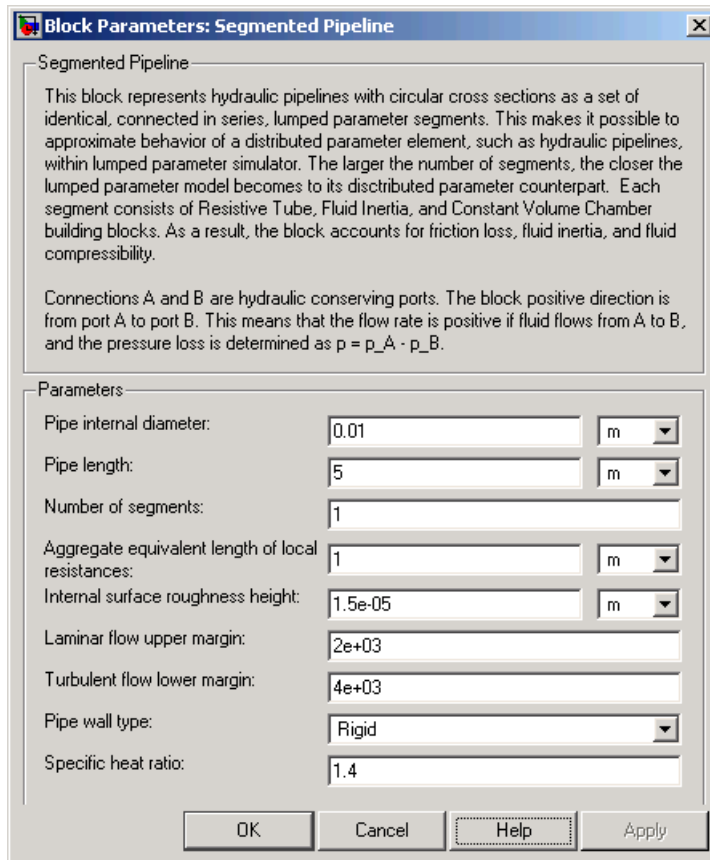 Block Parameters: Segmented Pipeline
Segmented Pipeline
This block represents hydraulic pipelines with circular cross sections as a set of
identical, connected in series, lumped parameter segments. This makes it possible to
approximate behavior of a distributed parameter element, such as hydraulic pipelines,
within lumped parameter simulator. The larger the number of segments, the closer the
lumped parameter model becomes to its disctributed parameter counterpart. Each
segment consists of Resistive Tube, Fluid Inertia, and Constant Volume Chamber
building blocks. As a result, the block accounts for friction loss, fluid inertia, and fluid
compressibility.
Connections A and B are hydraulic conserving ports. The block positive direction is
from port A to port B. This means that the flow rate is positive if fluid flows from A to B,
and the pressure loss is determined as p = p_A - p_B.
Parameters
Pipe internal diameter: 0.01 m
Pipe length: 5 m
Number of segments: 1
Aggregate equivalent length of local
resistances: 1 m
Internal surface roughness height: 1.5e-05 m
Laminar flow upper margin: 2e+03
Turbulent flow lower margin: 4e+03
Pipe wall type: Rigid
Specific heat ratio: 1.4
OK Cancel Help Apply